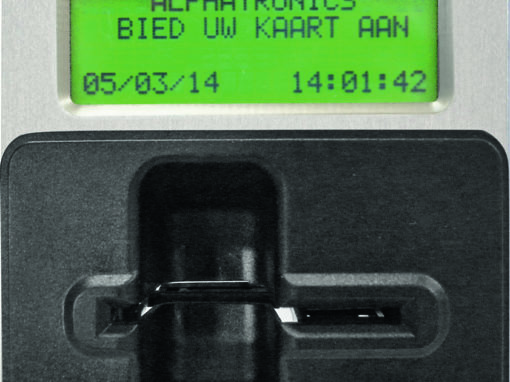 ALPHATRONICS
BIED UW KAART AAN
05/03/14 14:01:42